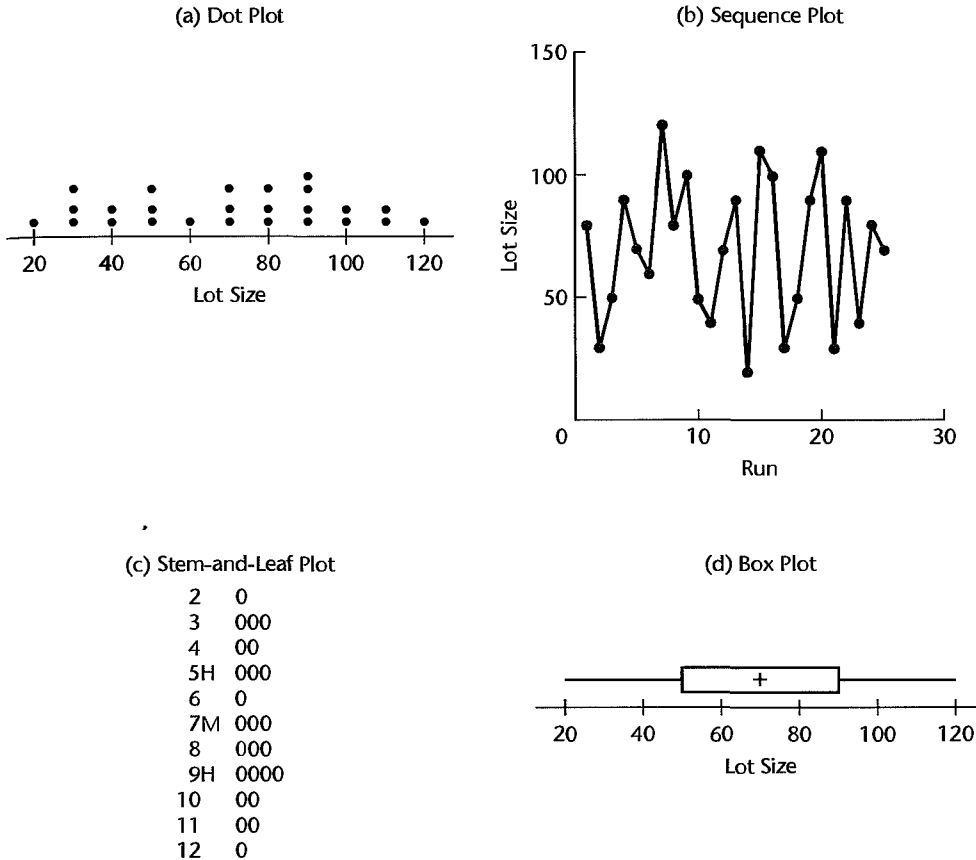 (a) Dot Plot
20 40 60 80 100 120
Lot Size
(b) Sequence Plot
150
100
50
0 10 20 30
Lot Size
Run
(c) Stem-and-Leaf Plot
2 0
3 000
4 00
5H 000
6 0
7M 000
8 000
9H 0000
10 00
11 00
12 0
(d) Box Plot
20 40 60 80 100 120
Lot Size